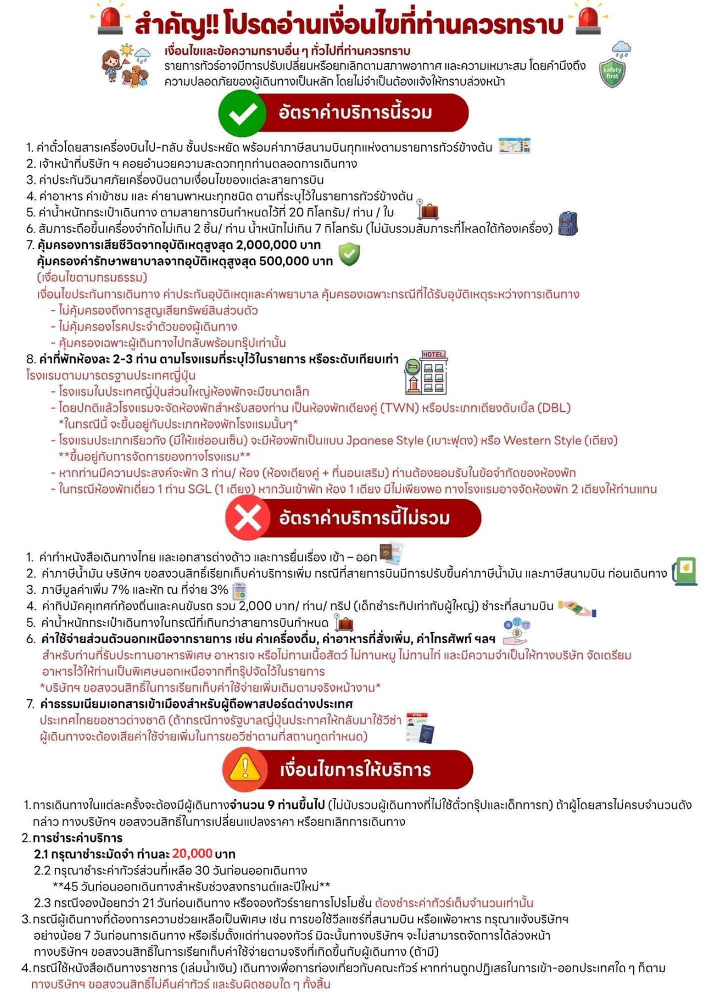 สำคัญ!! โปรดอ่านเงื่อนไขที่ท่านควรทราบ
เงื่อนไขและข้อความทราบอื่น ๆ ทั่วไปที่ท่านควรทราบ
รายการทัวร์อาจมีการปรับเปลี่ยนหรือยกเลิกตามสภาพอากาศ และความเหมาะสม โดยคำนึงถึง
ความปลอดภัยของผู้เดินทางเป็นหลัก โดยไม่จำเป็นต้องแจ้งให้ทราบล่วงหน้า
safety
first
อัตราค่าบริการนี้รวม
1. ค่าตั๋วโดยสารเครื่องบินไป-กลับ ชั้นประหยัด พร้อมค่าภาษีสนามบินทุกแห่งตามรายการทัวร์ข้างต้น
2. เจ้าหน้าที่บริษัท ฯ คอยอำนวยความสะดวกทุกท่านตลอดการเดินทาง
3. ค่าประกันวินาศภัยเครื่องบินตามเงื่อนไขของแต่ละสายการบิน
4. ค่าอาหาร ค่าเข้าชม และ ค่ายานพาหนะทุกชนิด ตามที่ระบุไว้ในรายการทัวร์ข้างต้น
5. ค่าน้ำหนักกระเป๋าเดินทาง ตามสายการบินกำหนดไว้ที่ 20 กิโลกรัม/ ท่าน / ใบ
6. สัมภาระถือขึ้นเครื่องจำกัดไม่เกิน 2 ชิ้น/ ท่าน น้ำหนักไม่เกิน 7 กิโลกรัม (ไม่นับรวมสัมภาระที่โหลดใต้ท้องเครื่อง)
7. คุ้มครองการเสียชีวิตจากอุบัติเหตุสูงสุด 2,000,000 บาท
คุ้มครองค่ารักษาพยาบาลจากอุบัติเหตุสูงสุด 500,000 บาท
(เงื่อนไขตามกรมธรรม)
เงื่อนไขประกันการเดินทาง ค่าประกันอุบัติเหตุและค่าพยาบาล คุ้มครองเฉพาะกรณีที่ได้รับอุบัติเหตุระหว่างการเดินทาง
- ไม่คุ้มครองถึงการสูญเสียทรัพย์สินส่วนตัว
- ไม่คุ้มครองโรคประจำตัวของผู้เดินทาง
- คุ้มครองเฉพาะผู้เดินทางไปกลับพร้อมกรุ๊ปเท่านั้น
8. ค่าที่พักห้องละ 2-3 ท่าน ตามโรงแรมที่ระบุไว้ในรายการ หรือระดับเทียบเท่า
HOTEL
โรงแรมตามมารตรฐานประเทศญี่ปุ่น
- โรงแรมในประเทศญี่ปุ่นส่วนใหญ่ห้องพักจะมีขนาดเล็ก
- โดยปกติแล้วโรงแรมจะจัดห้องพักสำหรับสองท่าน เป็นห้องพักเตียงคู่ (TWN) หรือประเภทเตียงดับเบิ้ล (DBL)
*ในกรณีนี้ จะขึ้นอยู่กับประเภทห้องพักโรงแรมนั้นๆ*
- โรงแรมประเภทเรียวกัง (มีให้แช่ออนเซ็น) จะมีห้องพักเป็นแบบ Jpanese Style (เบาะฟุตง) หรือ Western Style (เตียง)
**ขึ้นอยู่กับการจัดการของทางโรงแรม**
- หากท่านมีความประสงค์จะพัก 3 ท่าน/ ห้อง (ห้องเตียงคู่ + ที่นอนเสริม) ท่านต้องยอมรับในข้อจำกัดของห้องพัก
- ในกรณีห้องพักเดี่ยว 1 ท่าน SGL (1 เตียง) หากวันเข้าพัก ห้อง 1 เตียง มีไม่เพียงพอ ทางโรงแรมอาจจัดห้องพัก 2 เตียงให้ท่านแทน
อัตราค่าบริการนี้ไม่รวม
1. ค่าทำหนังสือเดินทางไทย และเอกสารต่างด้าว และการยื่นเรื่อง เข้า – ออก
2. ค่าภาษีน้ำมัน บริษัทฯ ขอสงวนสิทธิ์เรียกเก็บค่าบริการเพิ่ม กรณีที่สายการบินมีการปรับขึ้นค่าภาษีน้ำมัน และภาษีสนามบิน ก่อนเดินทาง
3. ภาษีมูลค่าเพิ่ม 7% และหัก ณ ที่จ่าย 3%
TAX
4. ค่าทิปมัคคุเทศก์ท้องถิ่นและคนขับรถ รวม 2,000 บาท/ ท่าน/ ทริป (เด็กชำระทิปเท่ากับผู้ใหญ่) ชำระที่สนามบิน
5. ค่าน้ำหนักกระเป๋าเดินทางในกรณีที่เกินกว่าสายการบินกำหนด
6. ค่าใช้จ่ายส่วนตัวนอกเหนือจากรายการ เช่น ค่าเครื่องดื่ม, ค่าอาหารที่สั่งเพิ่ม, ค่าโทรศัพท์ ฯลฯ
สำหรับท่านที่รับประทานอาหารพิเศษ อาหารเจ หรือไม่ทานเนื้อสัตว์ ไม่ทานหมู ไม่ทานไก่ และมีความจำเป็นให้ทางบริษัท จัดเตรียม
อาหารไว้ให้ท่านเป็นพิเศษนอกเหนือจากที่กรุ๊ปจัดไว้ในรายการ
*บริษัทฯ ขอสงวนสิทธิ์ในการเรียกเก็บค่าใช้จ่ายเพิ่มเติมตามจริงหน้างาน*
7. ค่าธรรมเนียมเอกสารเข้าเมืองสำหรับผู้ถือพาสปอร์ตต่างประเทศ
ประเทศไทยขอชาวต่างชาติ (ถ้ากรณีทางรัฐบาลญี่ปุ่นประกาศให้กลับมาใช้วีซ่า
VISA
ผู้เดินทางจะต้องเสียค่าใช้จ่ายเพิ่มในการขอวีซ่าตามที่สถานทูตกำหนด)
เงื่อนไขการให้บริการ
1. การเดินทางในแต่ละครั้งจะต้องมีผู้เดินทางจำนวน 9 ท่านขึ้นไป (ไม่นับรวมผู้เดินทางที่ไม่ใช้ตั๋วกรุ๊ปและเด็กทารก) ถ้าผู้โดยสารไม่ครบจำนวนดัง
กล่าว ทางบริษัทฯ ขอสงวนสิทธิ์ในการเปลี่ยนแปลงราคา หรือยกเลิกการเดินทาง
2. การชำระค่าบริการ
2.1 กรุณาชำระมัดจำ ท่านละ 20,000 บาท
2.2 กรุณาชำระค่าทัวร์ส่วนที่เหลือ 30 วันก่อนออกเดินทาง
**45 วันก่อนออกเดินทางสำหรับช่วงสงกรานต์และปีใหม่**
2.3 กรณีจองน้อยกว่า 21 วันก่อนเดินทาง หรือจองทัวร์รายการโปรโมชั่น ต้องชำระค่าทัวร์เต็มจำนวนเท่านั้น
3. กรณีผู้เดินทางที่ต้องการความช่วยเหลือเป็นพิเศษ เช่น การขอใช้วีลแชร์ที่สนามบิน หรือแพ้อาหาร กรุณาแจ้งบริษัทฯ
อย่างน้อย 7 วันก่อนการเดินทาง หรือเริ่มตั้งแต่ท่านจองทัวร์ มิฉะนั้นทางบริษัทฯ จะไม่สามารถจัดการได้ล่วงหน้า
ทางบริษัทฯ ขอสงวนสิทธิ์ในการเรียกเก็บค่าใช้จ่ายตามจริงที่เกิดขึ้นกับผู้เดินทาง (ถ้ามี)
4. กรณีใช้หนังสือเดินทางราชการ (เล่มน้ำเงิน) เดินทางเพื่อการท่องเที่ยวกับคณะทัวร์ หากท่านถูกปฏิเสธในการเข้า-ออกประเทศใด ๆ ก็ตาม
ทางบริษัทฯ ขอสงวนสิทธิ์ไม่คืนค่าทัวร์ และรับผิดชอบใด ๆ ทั้งสิ้น